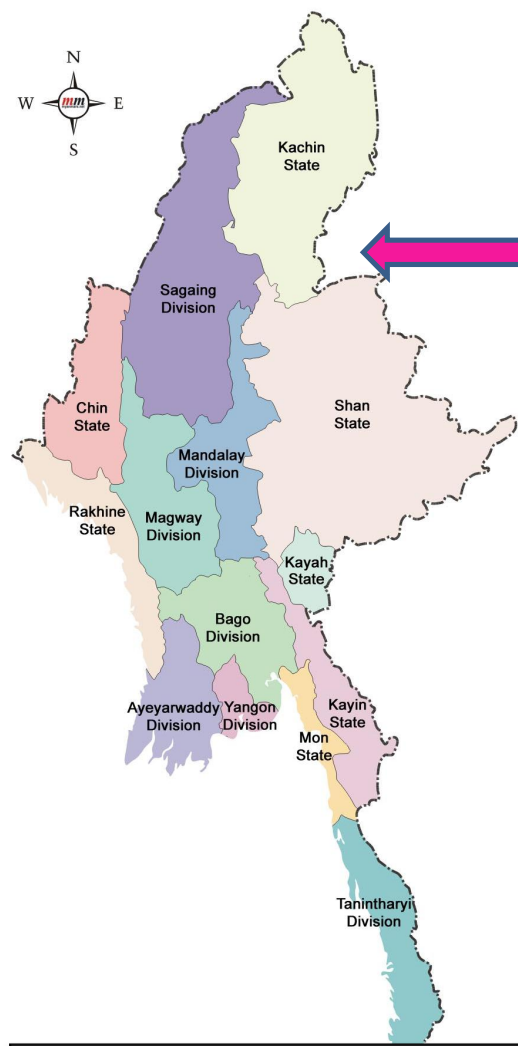 N
W
mm
E
S
Kachin
State
Sagaing
Division
Chin
State
Shan
State
Mandalay
Division
Rakhine
State
Magway
Division
Kayah
State
Bago
Division
Ayeyarwaddy
Division
Yangon
Division
Kayin
State
Mon
State
Tanintharyi
Division